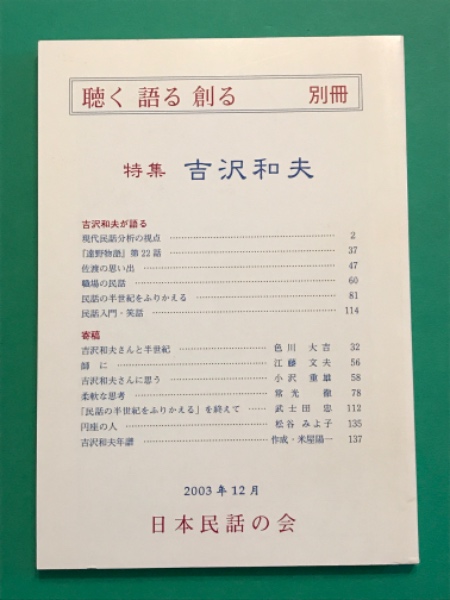 聴く 語る 創る 別冊
特集 吉沢和夫
吉沢和夫が語る
現代民話分析の視点 2
『遠野物語』第22話 37
佐渡の思い出 47
職場の民話 60
民話の半世紀をふりかえる 81
民話入門・笑話 114
寄稿
吉沢和夫さんと半世紀 色川 大吉 32
師に 江藤 文夫 56
吉沢和夫さんに思う 小沢 重雄 58
柔軟な思考 常光 徹 78
「民話の半世紀をふりかえる」を終えて 武士田 忠 112
円座の人 松谷 みよ子 135
吉沢和夫年譜 作成・米屋陽一 137
2003年12月
日本民話の会